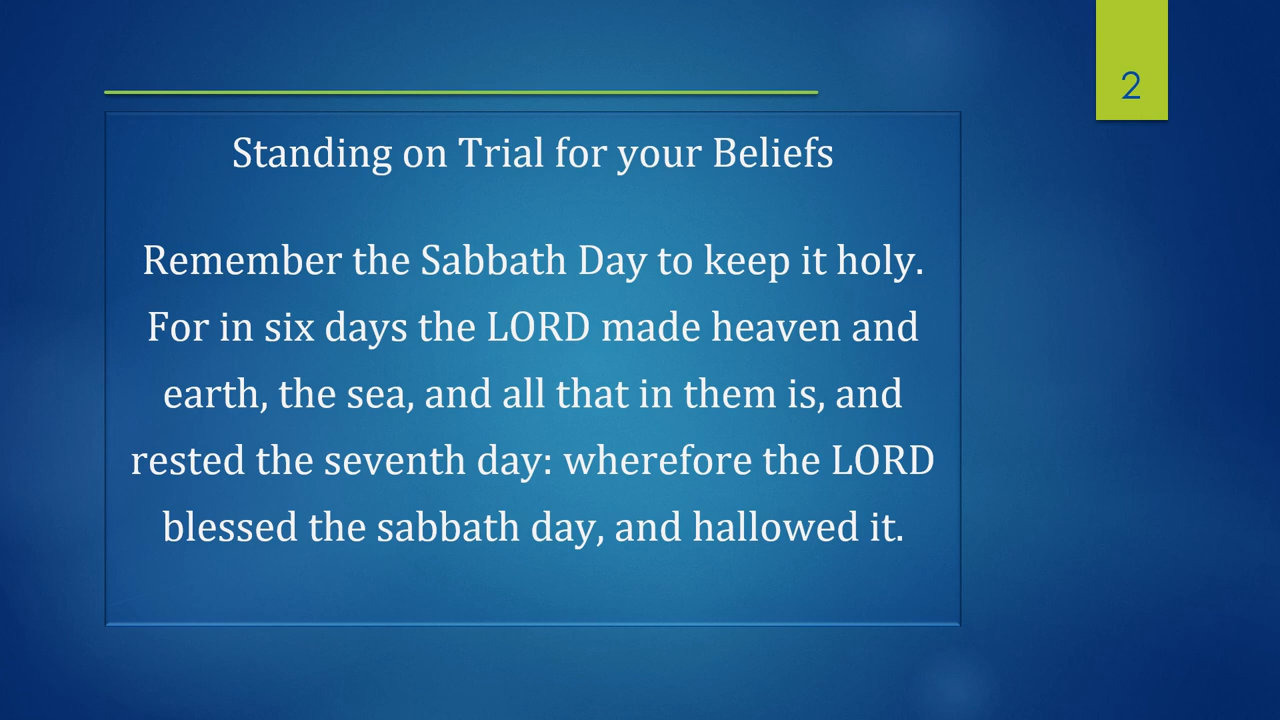 2
Standing on Trial for your Beliefs
Remember the Sabbath Day to keep it holy.
For in six days the LORD made heaven and
earth, the sea, and all that in them is, and
rested the seventh day: wherefore the LORD
blessed the sabbath day, and hallowed it.